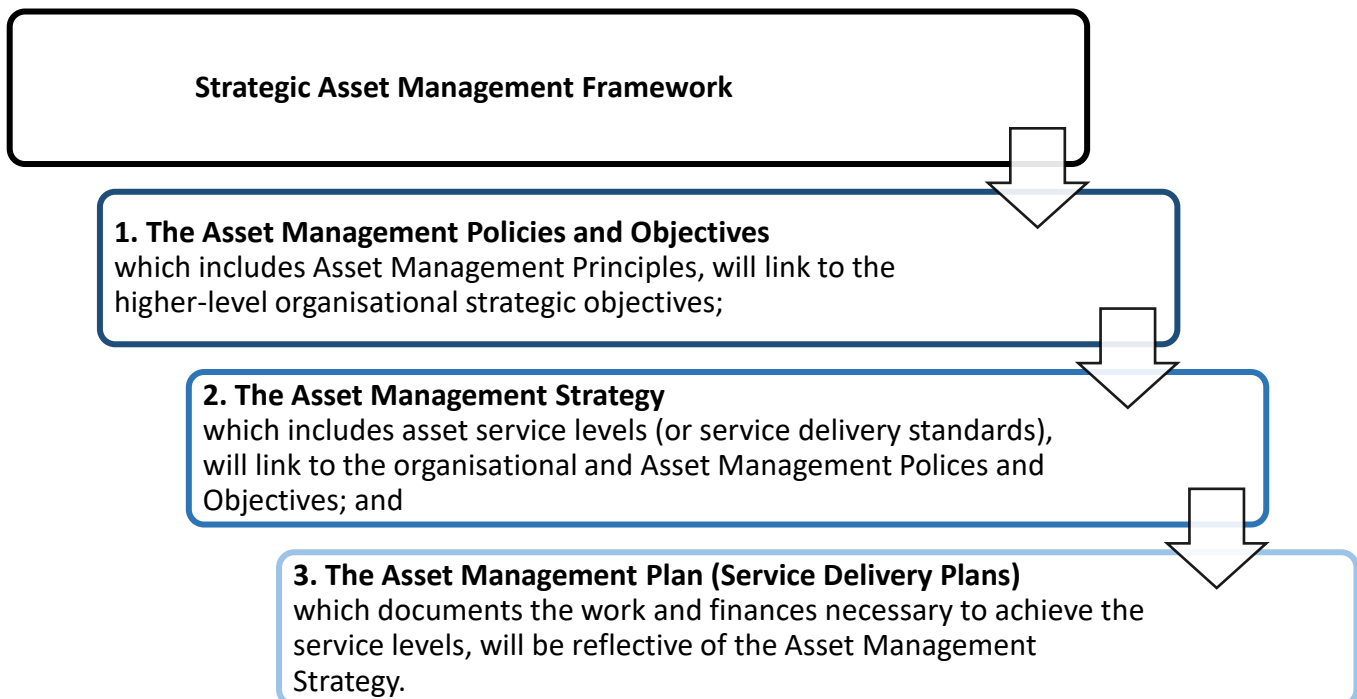 Strategic Asset Management Framework
1. The Asset Management Policies and Objectives
which includes Asset Management Principles, will link to the
higher-level organisational strategic objectives;
2. The Asset Management Strategy
which includes asset service levels (or service delivery standards),
will link to the organisational and Asset Management Polices and
Objectives; and
3. The Asset Management Plan (Service Delivery Plans)
which documents the work and finances necessary to achieve the
service levels, will be reflective of the Asset Management
Strategy.